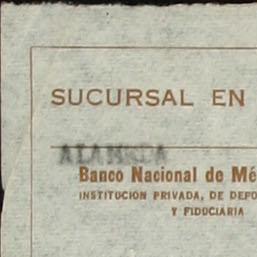 SUCURSAL EN
ALAMEDA
Banco Nacional de Mé
INSTITUCION PRIVADA, DE DEPO
Y FIDUCIARIA